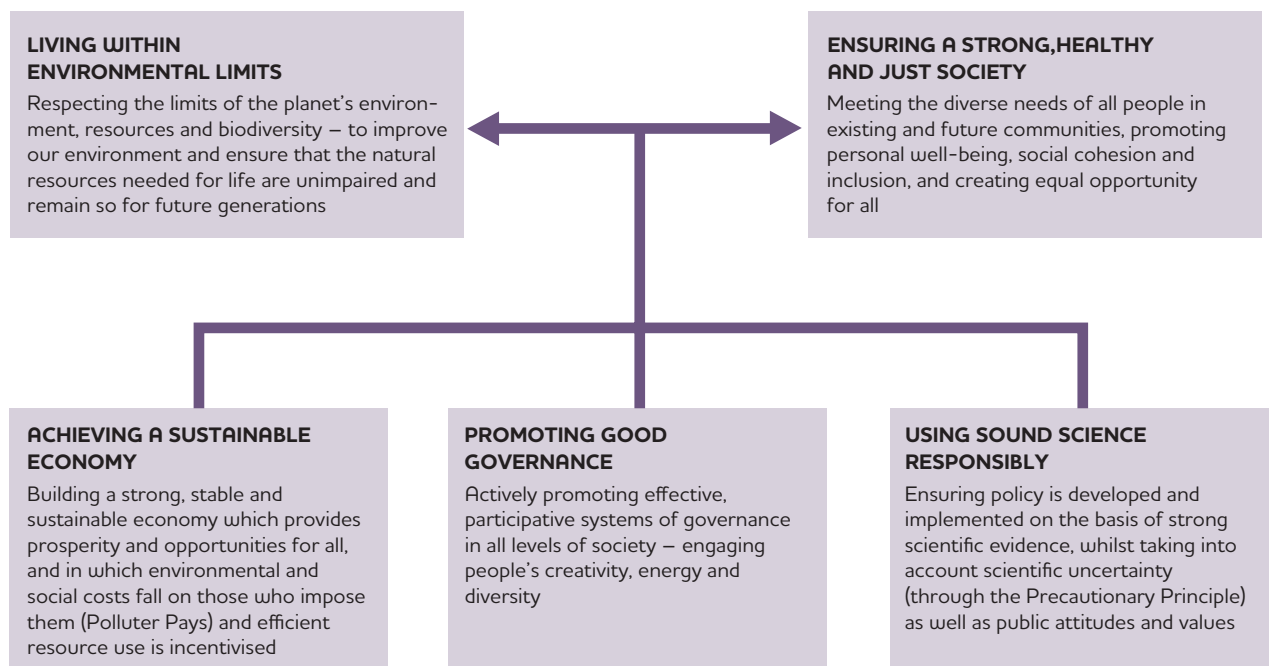 LIVING WITHIN
ENVIRONMENTAL LIMITS
Respecting the limits of the planet's environ-
ment, resources and biodiversity – to improve
our environment and ensure that the natural
resources needed for life are unimpaired and
remain so for future generations
ENSURING A STRONG,HEALTHY
AND JUST SOCIETY
Meeting the diverse needs of all people in
existing and future communities, promoting
personal well-being, social cohesion and
inclusion, and creating equal opportunity
for all
ACHIEVING A SUSTAINABLE
ECONOMY
Building a strong, stable and
sustainable economy which provides
prosperity and opportunities for all,
and in which environmental and
social costs fall on those who impose
them (Polluter Pays) and efficient
resource use is incentivised
PROMOTING GOOD
GOVERNANCE
Actively promoting effective,
participative systems of governance
in all levels of society – engaging
people's creativity, energy and
diversity
USING SOUND SCIENCE
RESPONSIBLY
Ensuring policy is developed and
implemented on the basis of strong
scientific evidence, whilst taking into
account scientific uncertainty
(through the Precautionary Principle)
as well as public attitudes and values